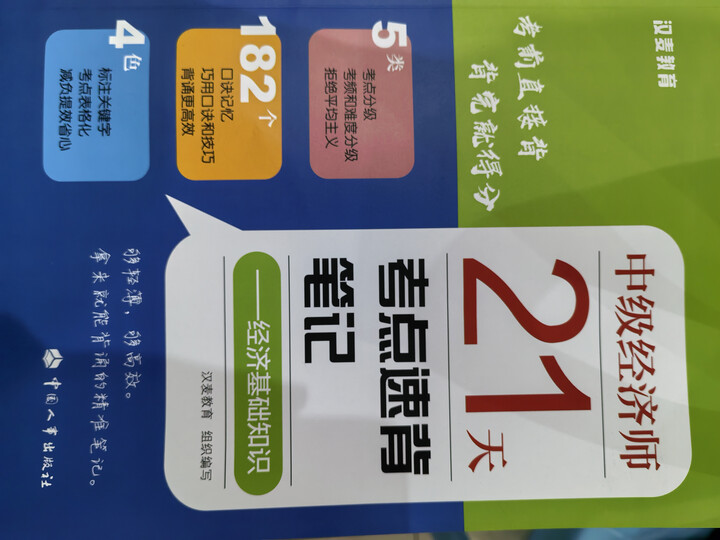 汉麦教育
考前直接背
背完就得分
5类
考点分级
考频和难度分级
拒绝平均主义
182个
口诀记忆
巧用口诀和技巧
背诵更高效
4色
标注关键字
考点表格化
减负提效省心
中级经济师
21天
考点速背
笔记
——经济基础知识
汉麦教育 组织编写
够轻薄，够高效。
拿来就能背诵的精准笔记。
中国人事出版社